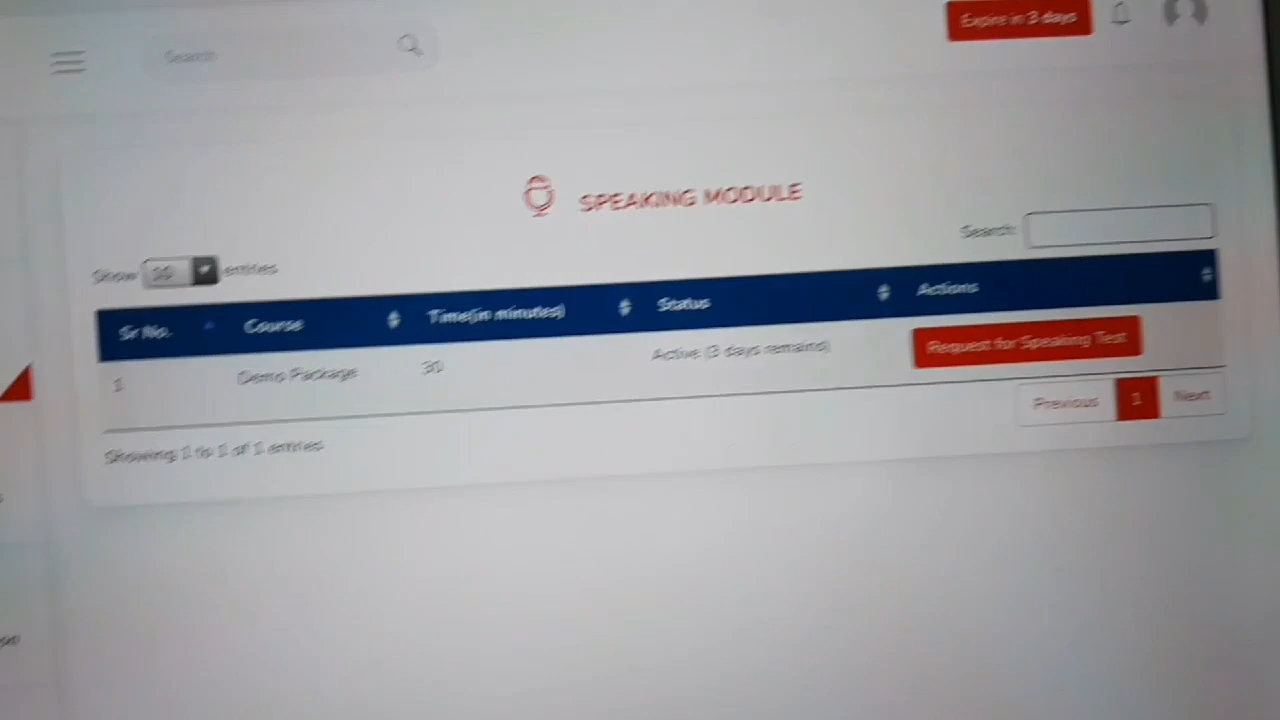 Search
Expire in 3 days
SPEAKING MODULE
Show 10 entries
Search:
Sr No. Course Time(in minutes) Status Actions
1 Demo Package 30 Active (3 days remains) Request for Speaking Test
Showing 1 to 1 of 1 entries
Previous 1 Next